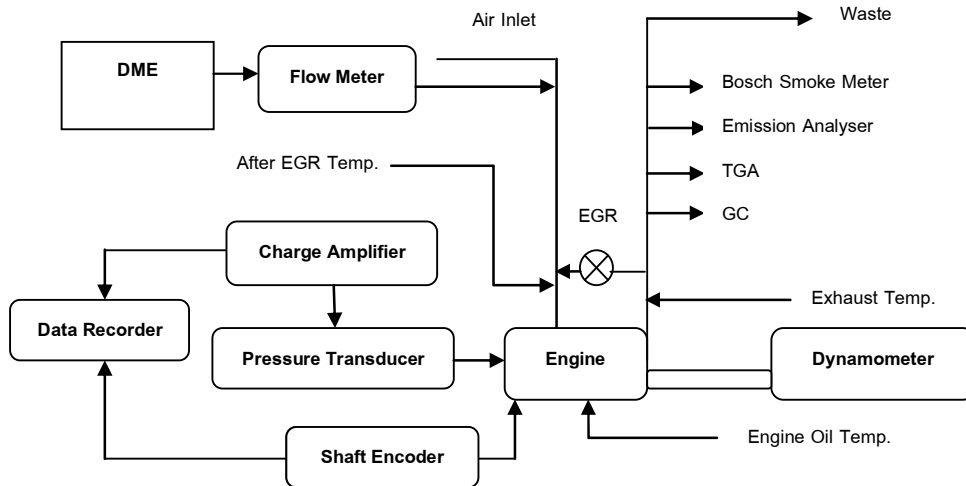 Waste
Air Inlet
DME
Flow Meter
Bosch Smoke Meter
Emission Analyser
After EGR Temp.
TGA
EGR
GC
Charge Amplifier
Exhaust Temp.
Data Recorder
Pressure Transducer
Engine
Dynamometer
Engine Oil Temp.
Shaft Encoder